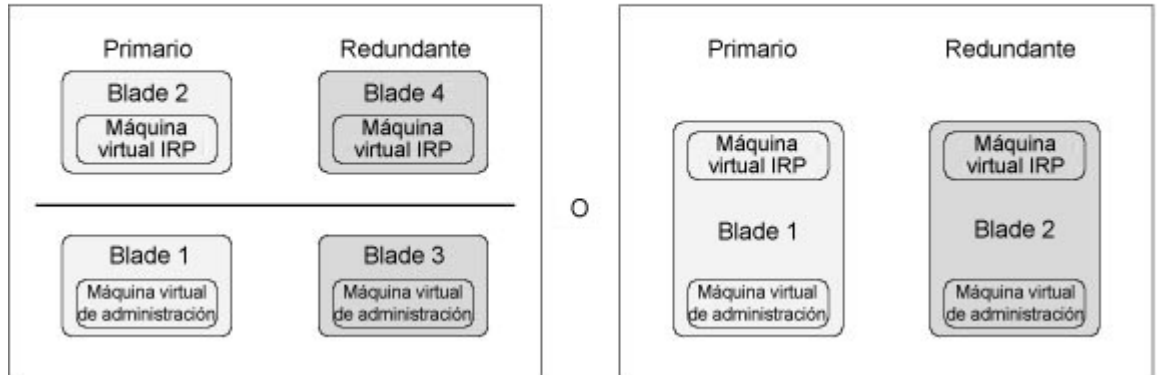 Primario
Redundante
Blade 2
Máquina
virtual IRP
Blade 4
Máquina
virtual IRP
Blade 1
Máquina virtual
de administración
Blade 3
Máquina virtual
de administración
O
Primario
Redundante
Máquina
virtual IRP
Blade 1
Máquina virtual
de administración
Máquina
virtual IRP
Blade 2
Máquina virtual
de administración